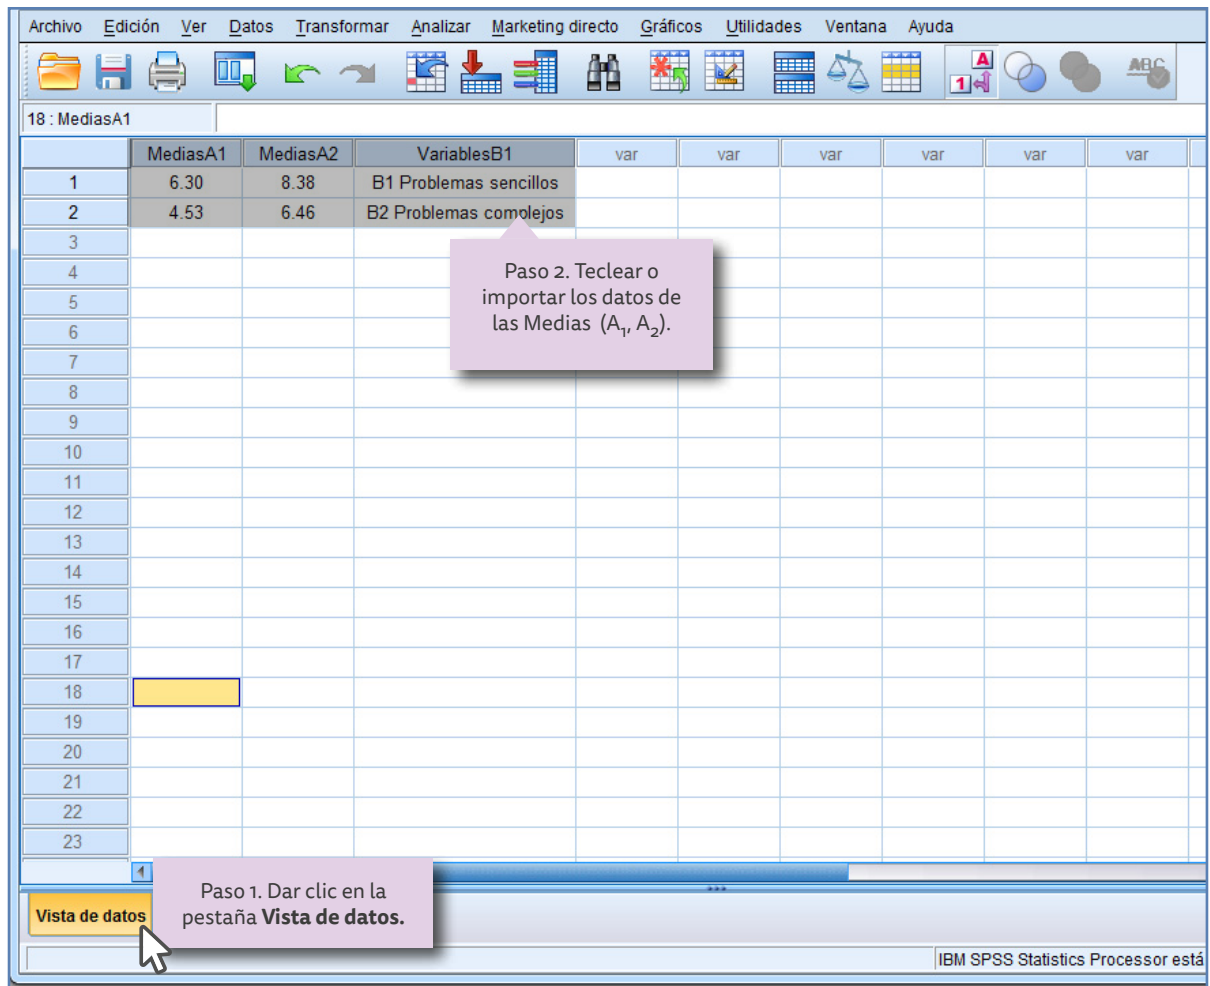 Archivo Edición Ver Datos Transformar Analizar Marketing directo Gráficos Utilidades Ventana Ayuda
A
1
ABC
18 : MediasA1
MediasA1 MediasA2 VariablesB1 var var var var var var
1 6.30 8.38 B1 Problemas sencillos
2 4.53 6.46 B2 Problemas complejos
3
4
5
6
7
8
9
10
11
12
13
14
15
16
17
18
19
20
21
22
23
Paso 2. Teclear o
importar los datos de
las Medias (A₁, A₂).
Paso 1. Dar clic en la
pestaña Vista de datos.
Vista de datos
IBM SPSS Statistics Processor está